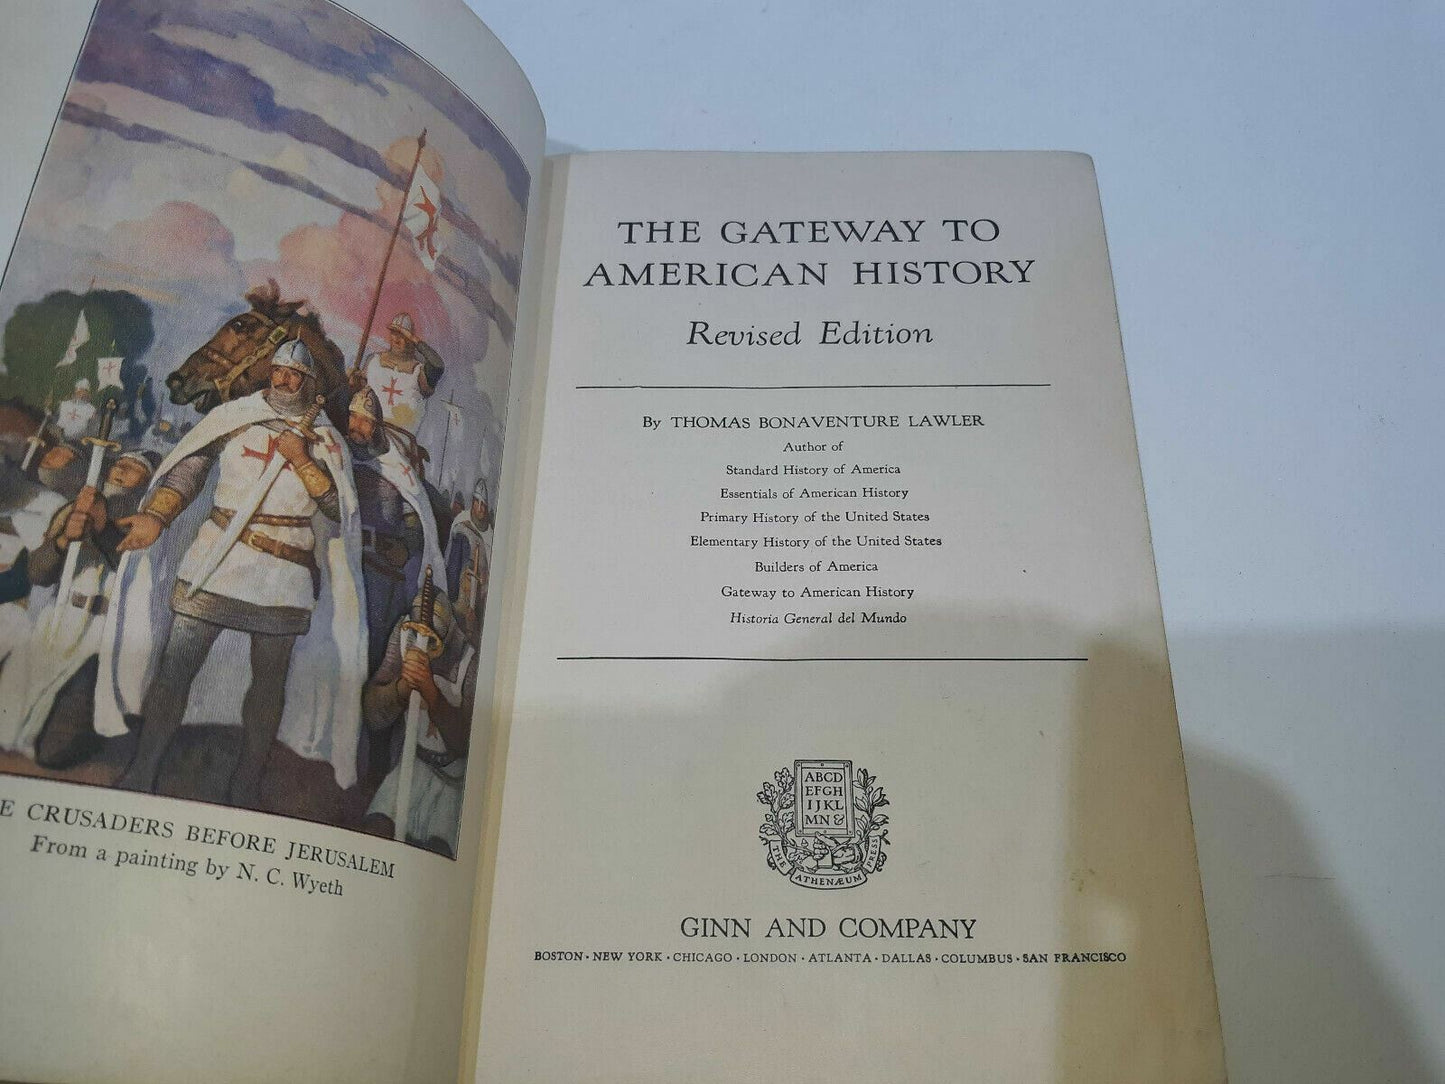 CRUSADERS BEFORE JERUSALEM
From a painting by N. C. Wyeth
THE GATEWAY TO
AMERICAN HISTORY
Revised Edition
By THOMAS BONAVENTURE LAWLER
Author of
Standard History of America
Essentials of American History
Primary History of the United States
Elementary History of the United States
Builders of America
Gateway to American History
Historia General del Mundo
ABCD
EFGH
IJKL
MN&
THE ATHENÆUM PRESS
GINN AND COMPANY
BOSTON · NEW YORK · CHICAGO · LONDON · ATLANTA · DALLAS · COLUMBUS · SAN FRANCISCO